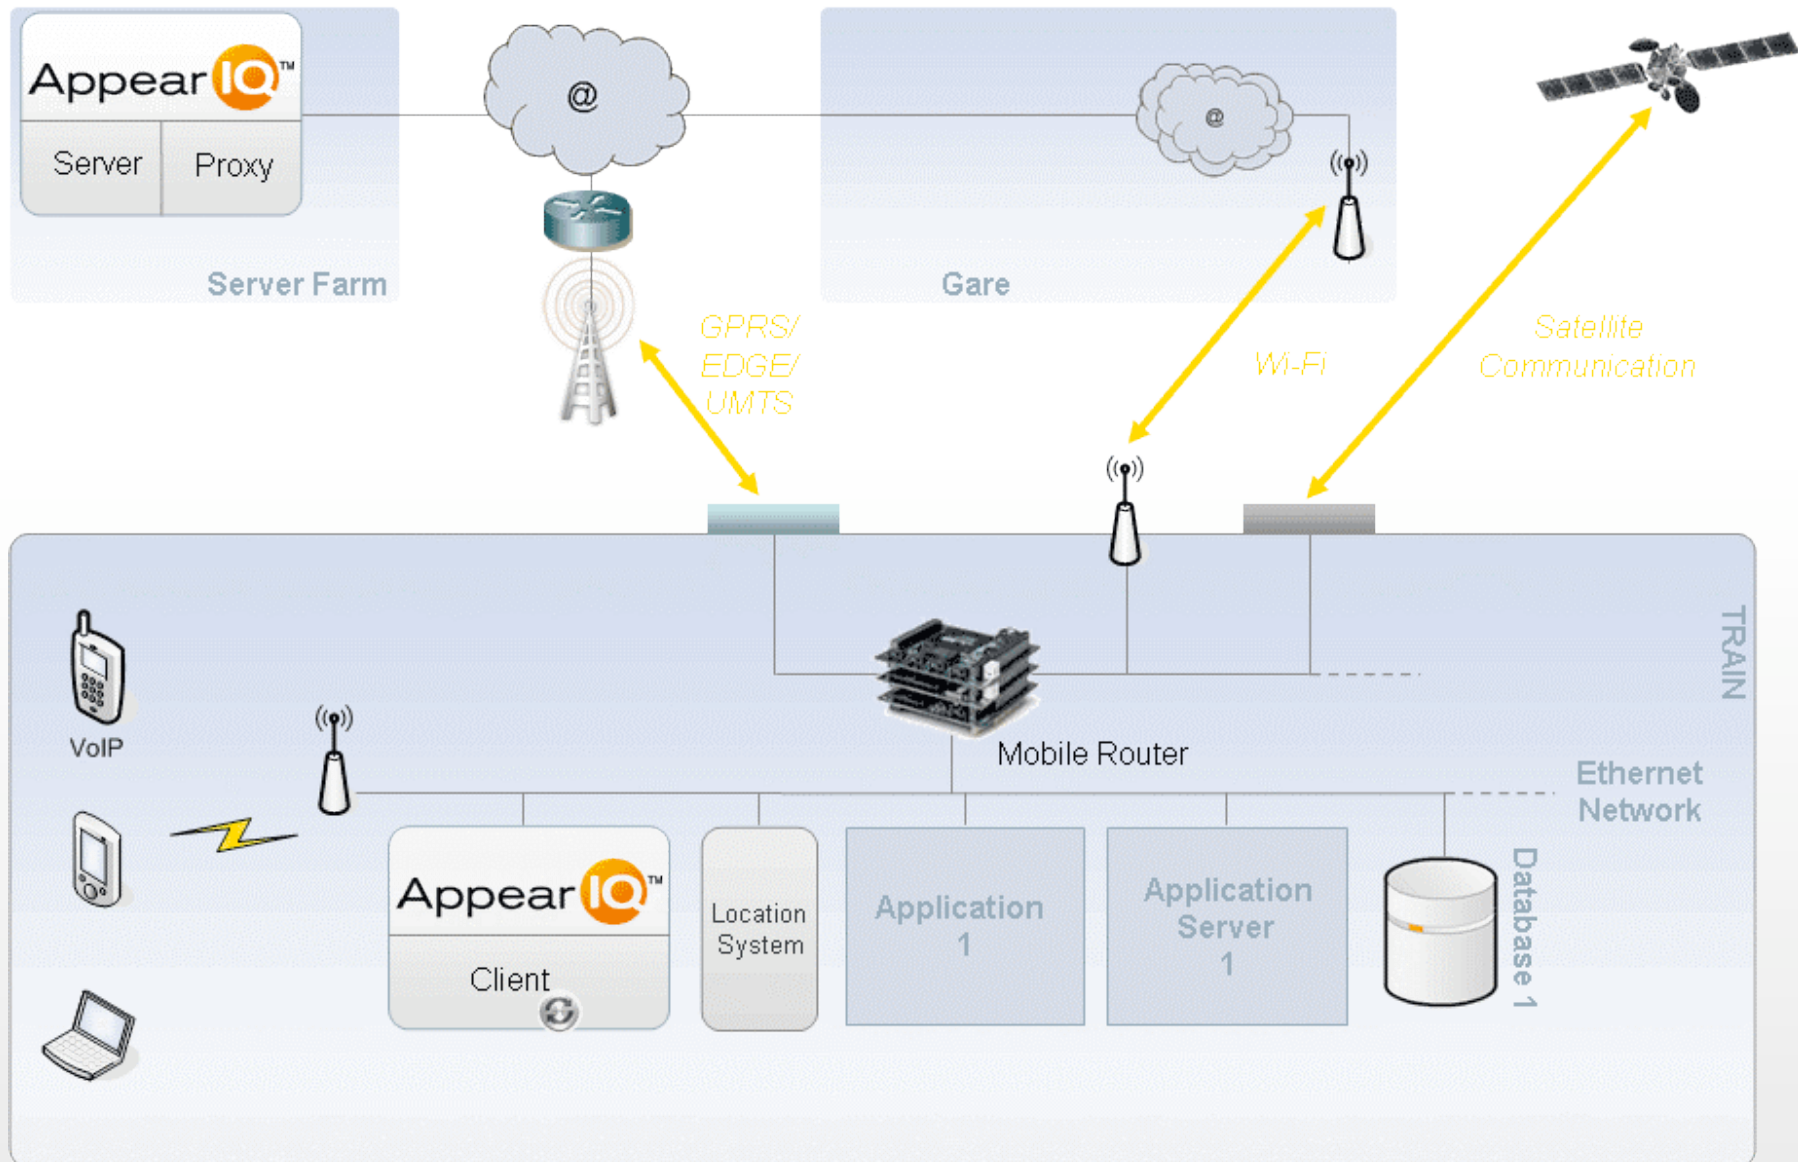 Appear IQ™
Server
Proxy
Server Farm
@
@
Gare
GPRS/
EDGE/
UMTS
Wi-Fi
Satellite
Communication
TRAIN
VoIP
Mobile Router
Ethernet
Network
Appear IQ™
Client
Location
System
Application
1
Application
Server
1
Database 1